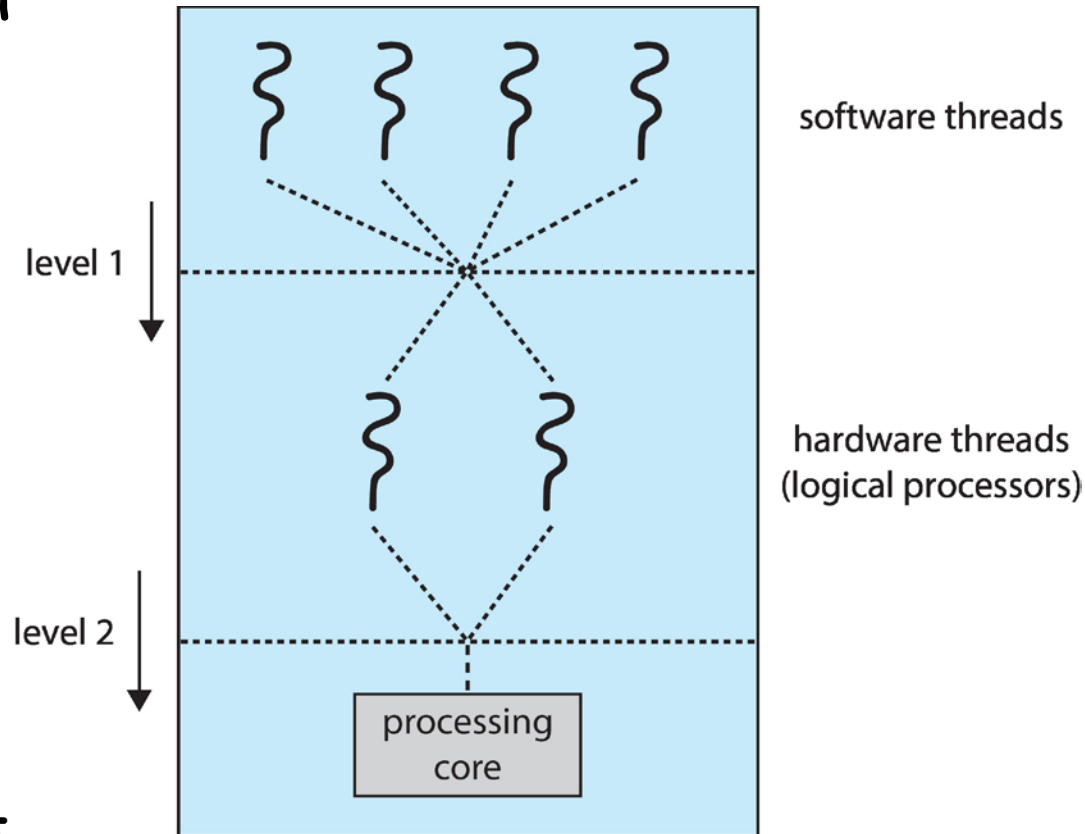 software threads
level 1
hardware threads
(logical processors)
level 2
processing
core